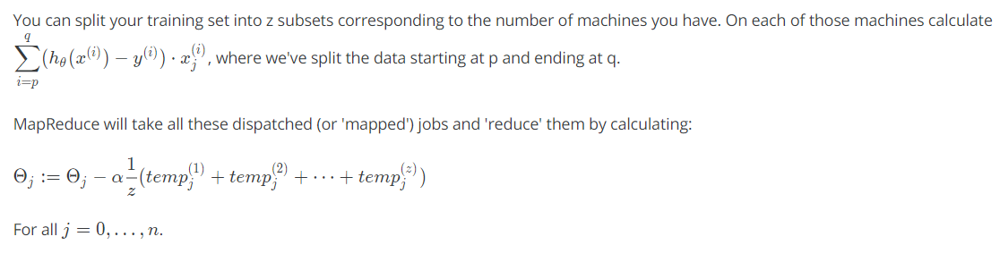 You can split your training set into z subsets corresponding to the number of machines you have. On each of those machines calculate
$\sum_{i=p}^{q}(h_\theta(x^{(i)}) - y^{(i)}) \cdot x_j^{(i)}$, where we've split the data starting at p and ending at q.
MapReduce will take all these dispatched (or 'mapped') jobs and 'reduce' them by calculating:
$\Theta_j := \Theta_j - \alpha \frac{1}{z}(temp_j^{(1)} + temp_j^{(2)} + \cdots + temp_j^{(z)})$
For all $j = 0, \ldots, n$.